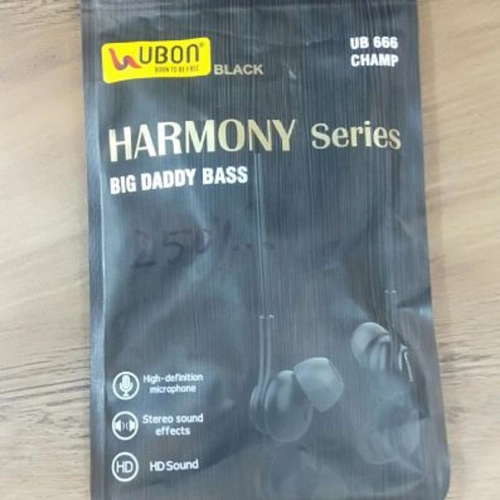 UBON®
BORN TO BE FREE
BLACK
UB 666
CHAMP
HARMONY Series
BIG DADDY BASS
250/-
High-definition
microphone
Stereo sound
effects
HD
HD Sound